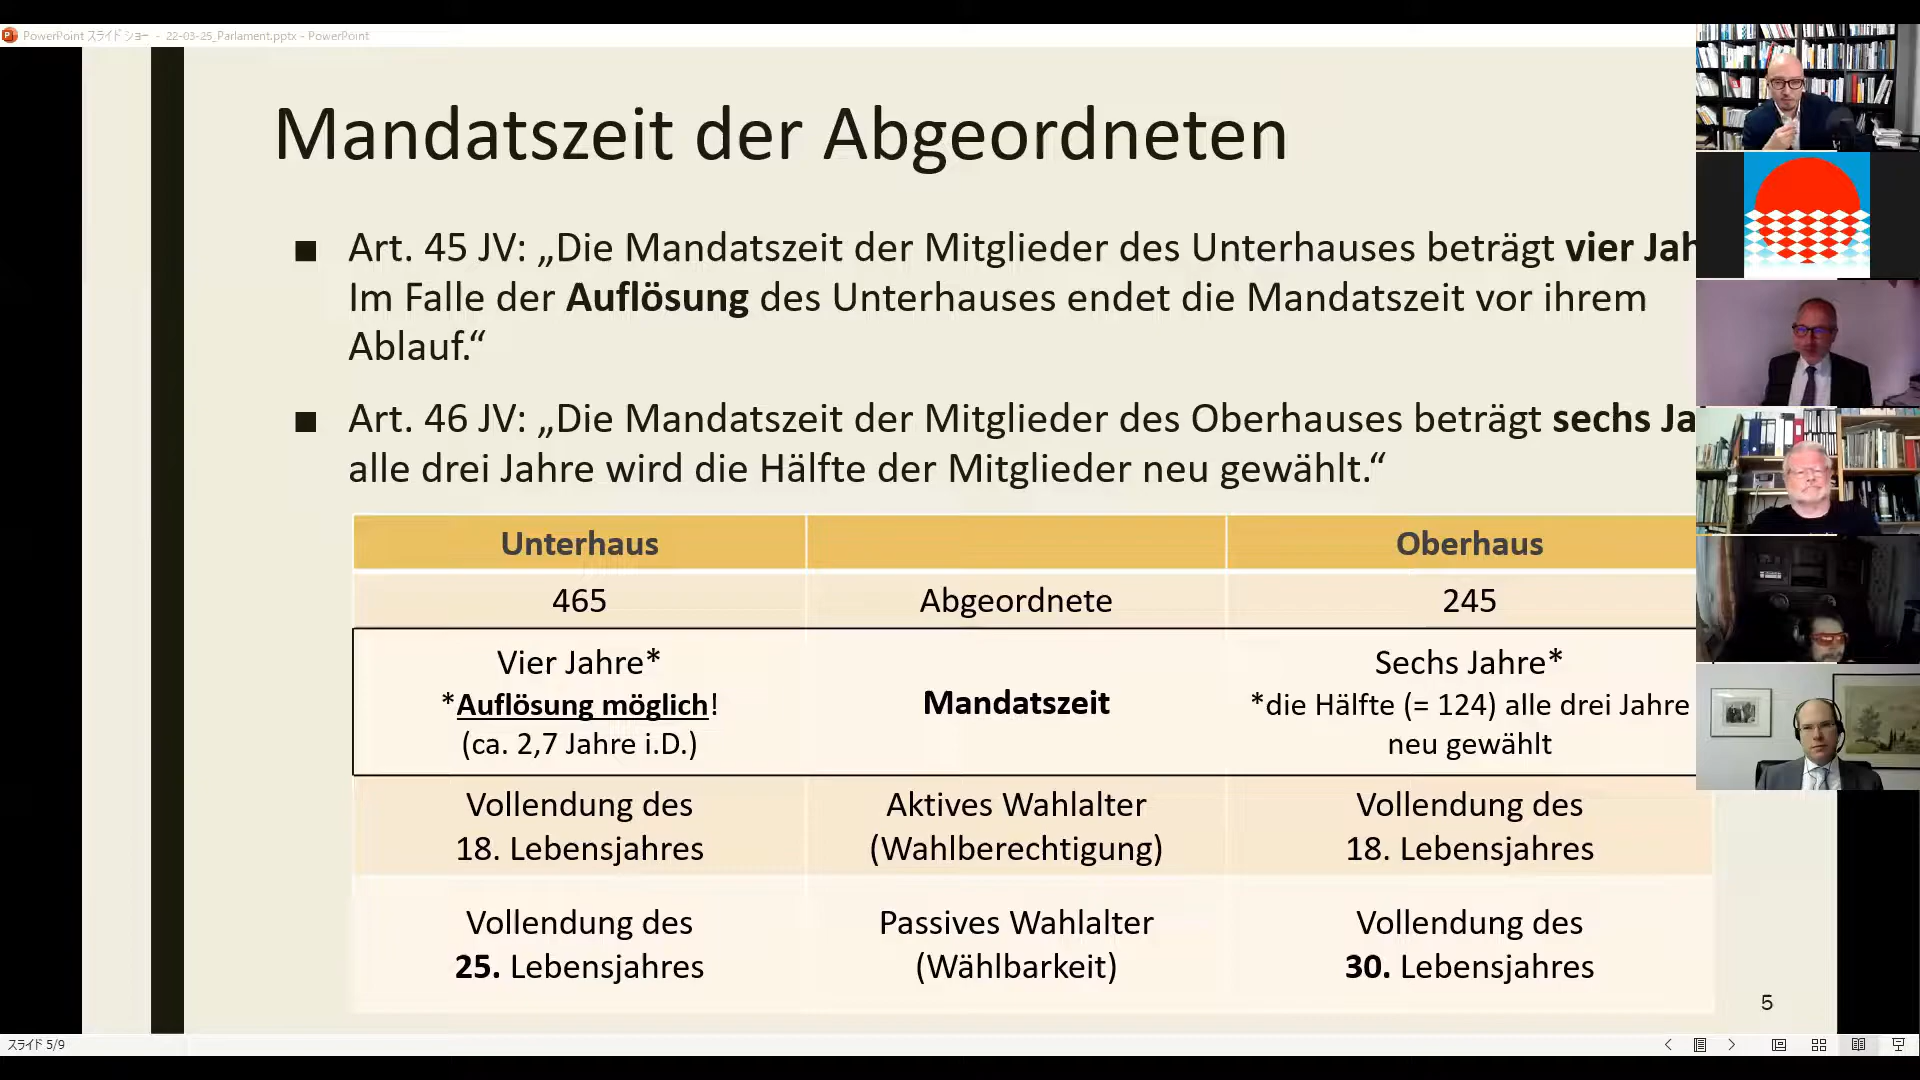 PowerPoint スライド ショー - 22-03-25_Parlament.pptx - PowerPoint
Mandatszeit der Abgeordneten
■ Art. 45 JV: „Die Mandatszeit der Mitglieder des Unterhauses beträgt vier Jah
Im Falle der Auflösung des Unterhauses endet die Mandatszeit vor ihrem
Ablauf.“
■ Art. 46 JV: „Die Mandatszeit der Mitglieder des Oberhauses beträgt sechs Ja
alle drei Jahre wird die Hälfte der Mitglieder neu gewählt.“
Unterhaus Oberhaus
465 Abgeordnete 245
Vier Jahre*
*Auflösung möglich!
(ca. 2,7 Jahre i.D.)
Mandatszeit
Sechs Jahre*
*die Hälfte (= 124) alle drei Jahre
neu gewählt
Vollendung des
18. Lebensjahres
Aktives Wahlalter
(Wahlberechtigung)
Vollendung des
18. Lebensjahres
Vollendung des
25. Lebensjahres
Passives Wahlalter
(Wählbarkeit)
Vollendung des
30. Lebensjahres
5
スライド 5/9